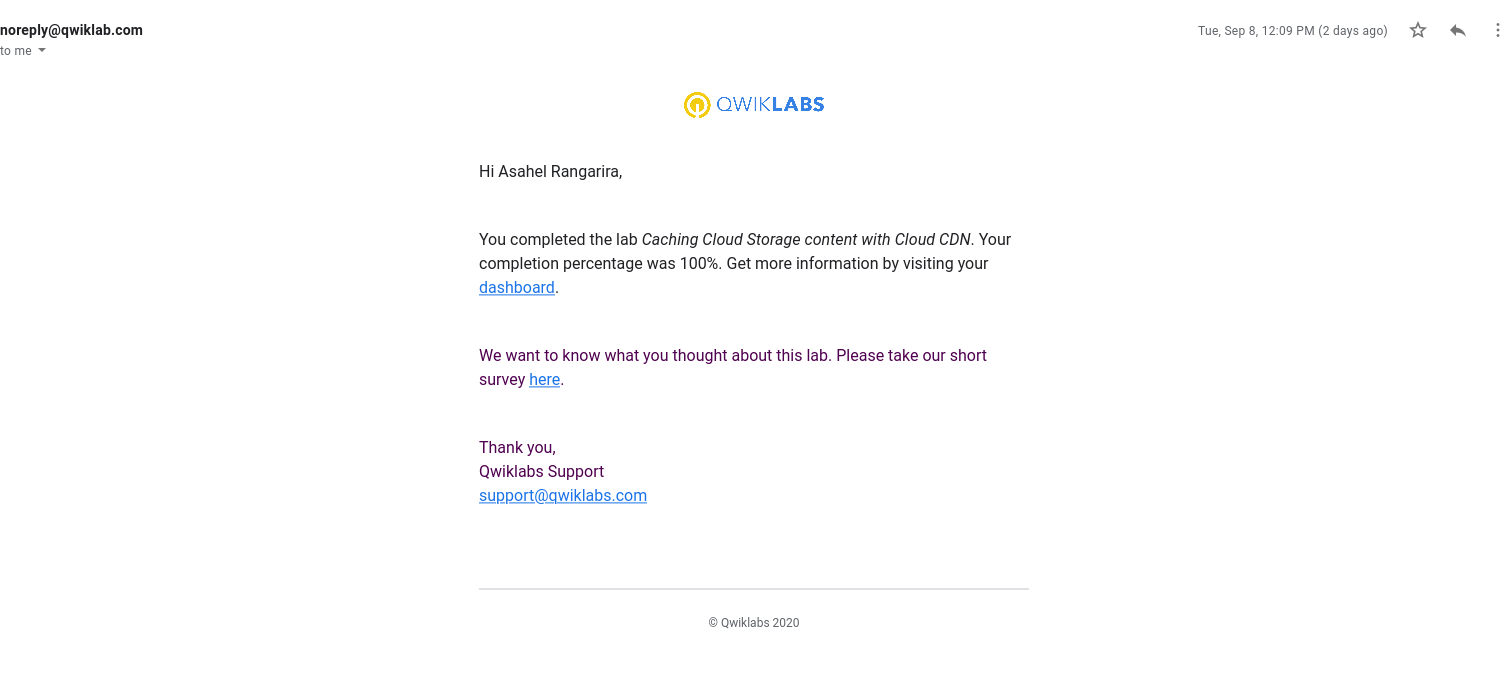 noreply@qwiklab.com
Tue, Sep 8, 12:09 PM (2 days ago)
to me
QWIKLABS
Hi Asahel Rangarira,
You completed the lab Caching Cloud Storage content with Cloud CDN. Your
completion percentage was 100%. Get more information by visiting your
dashboard.
We want to know what you thought about this lab. Please take our short
survey here.
Thank you,
Qwiklabs Support
support@qwiklabs.com
© Qwiklabs 2020